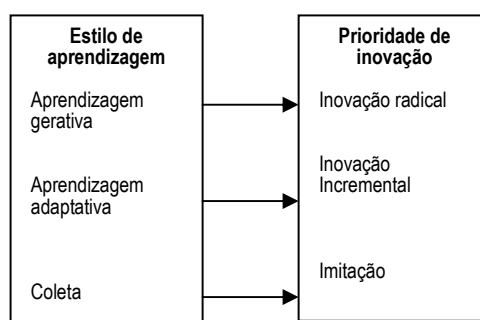 Estilo de
aprendizagem
Aprendizagem
gerativa
Aprendizagem
adaptativa
Coleta
Prioridade de
inovação
Inovação radical
Inovação
Incremental
Imitação